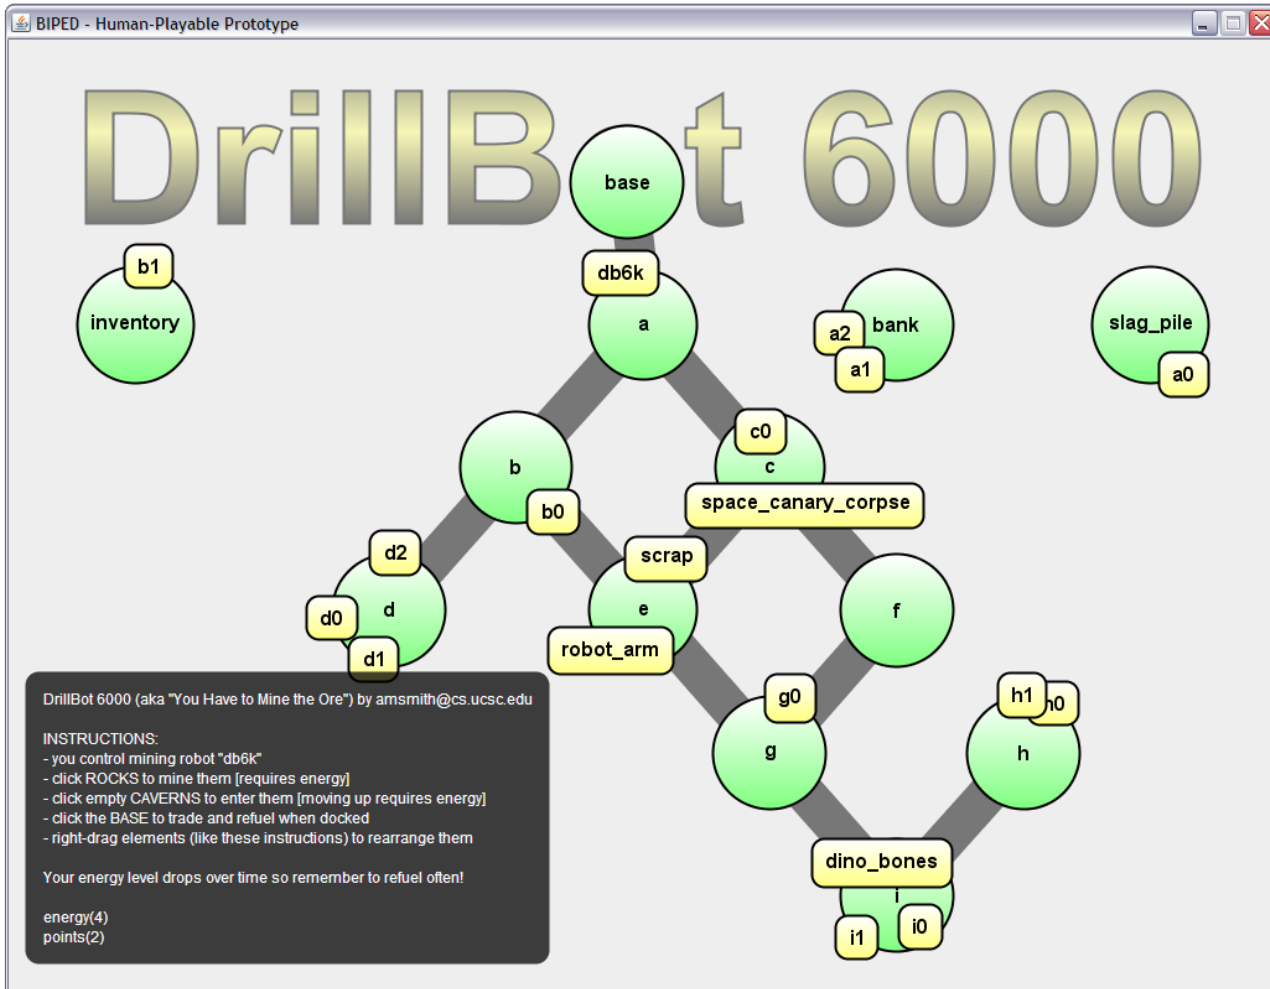 BIPED - Human-Playable Prototype
DrillBot 6000
base
db6k
b1
inventory
a
bank
a2
a1
slag_pile
a0
b
b0
c0
c
space_canary_corpse
d2
d
d0
d1
scrap
e
robot_arm
f
g0
g
h1
h0
h
dino_bones
i
i1
i0
DrillBot 6000 (aka "You Have to Mine the Ore") by amsmith@cs.ucsc.edu
INSTRUCTIONS:
- you control mining robot "db6k"
- click ROCKS to mine them [requires energy]
- click empty CAVERNS to enter them [moving up requires energy]
- click the BASE to trade and refuel when docked
- right-drag elements (like these instructions) to rearrange them
Your energy level drops over time so remember to refuel often!
energy(4)
points(2)